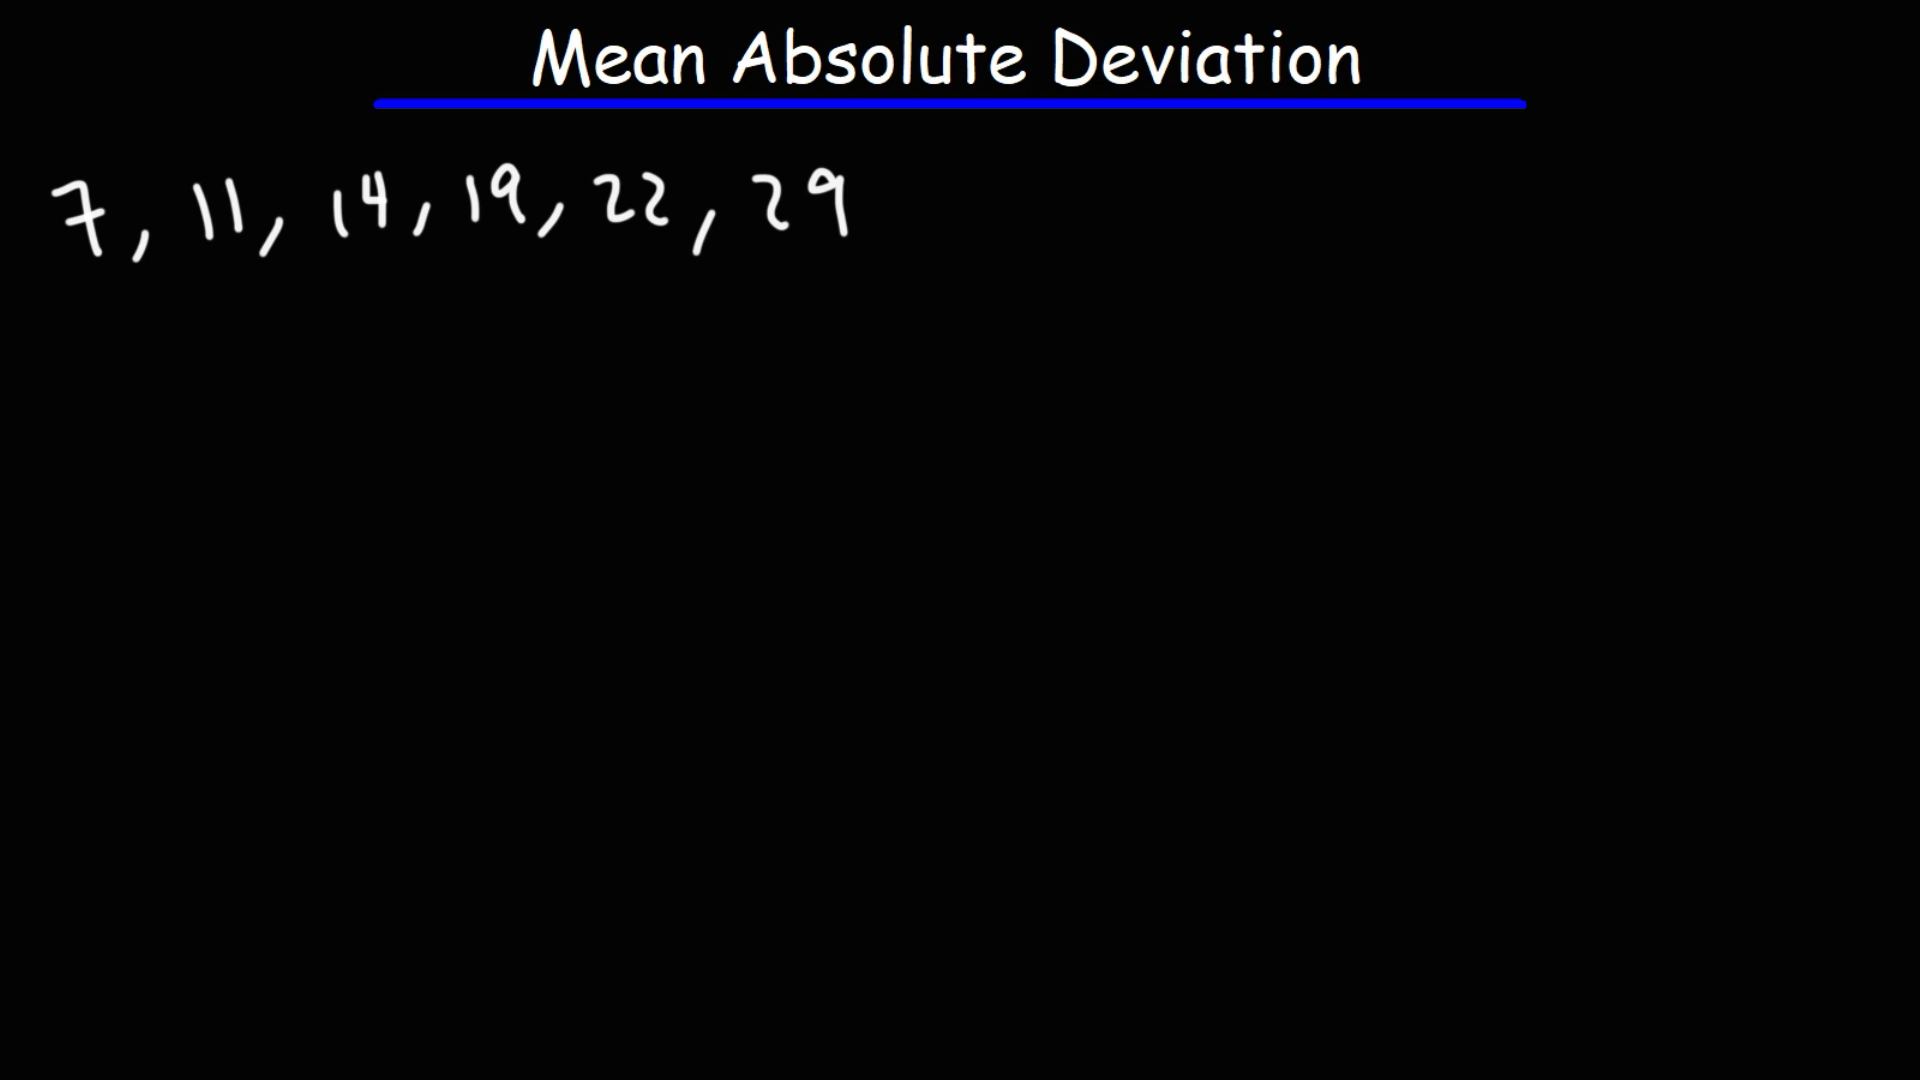 Mean Absolute Deviation
7, 11, 14, 19, 22, 29